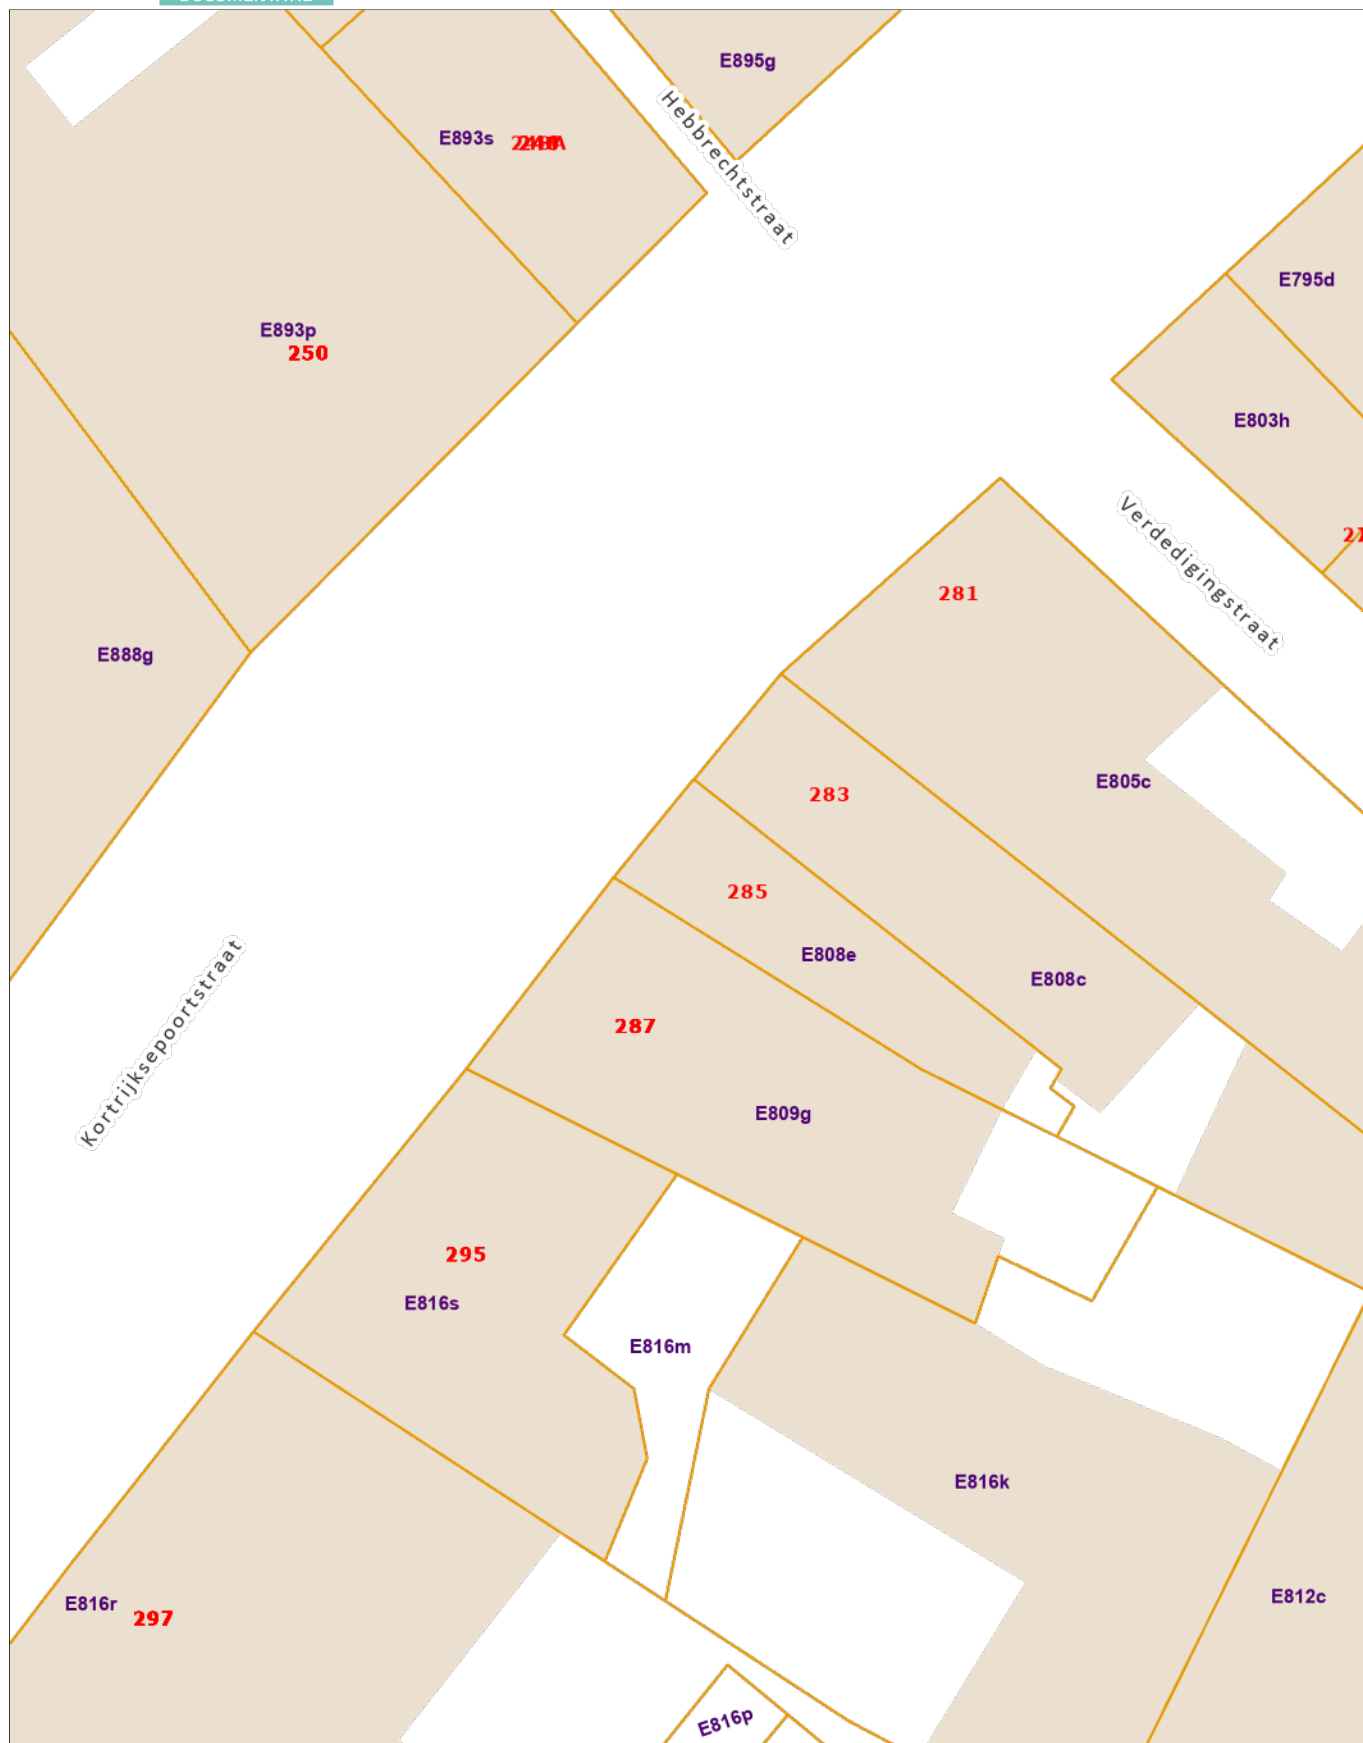 E895g
Hebbrechtstraat
E893s
E795d
E893p
250
E803h
Verdedigingstraat
281
E888g
E805c
283
285
E808e
E808c
Kortrijksepoortstraat
287
E809g
295
E816s
E816m
E816k
E812c
E816r
297
E816p